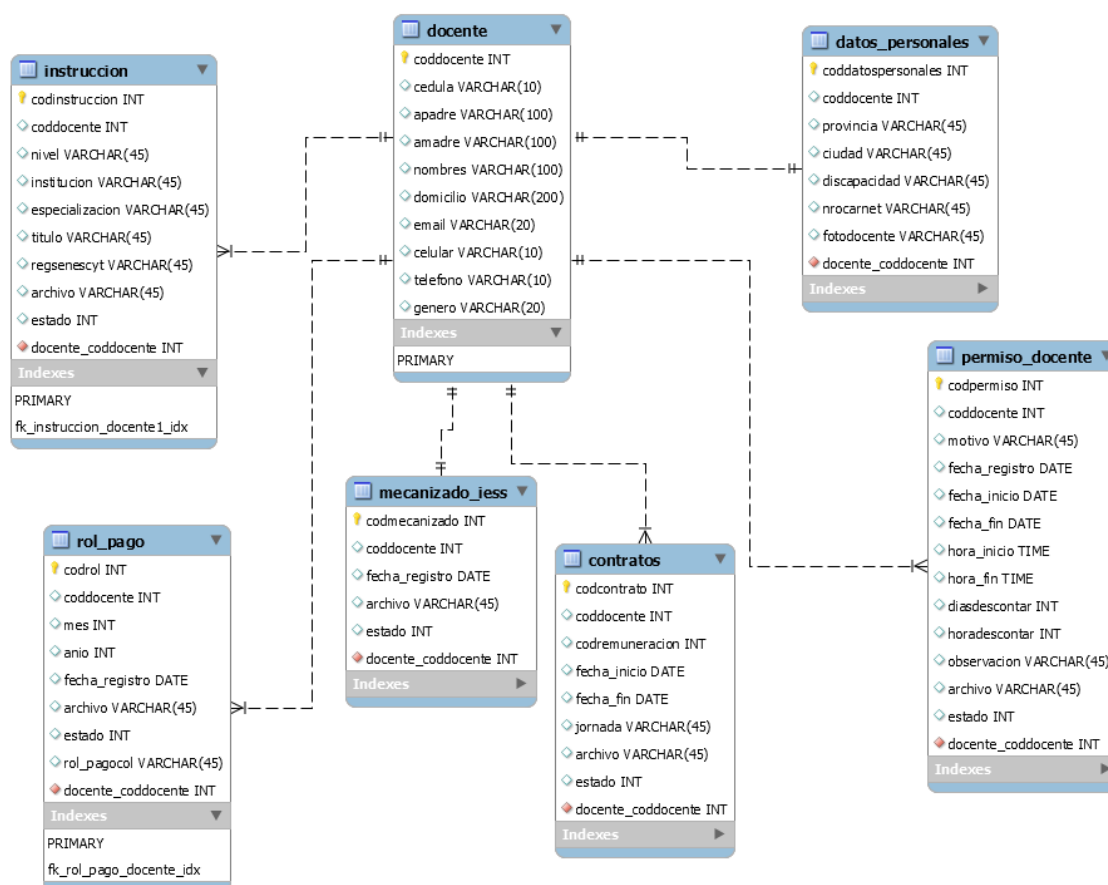 instruccion
codinstruccion INT
coddocente INT
nivel VARCHAR(45)
institucion VARCHAR(45)
especializacion VARCHAR(45)
titulo VARCHAR(45)
regsenescyt VARCHAR(45)
archivo VARCHAR(45)
estado INT
docente_coddocente INT
Indexes
PRIMARY
fk_instruccion_docente1_idx
docente
coddocente INT
cedula VARCHAR(10)
apadre VARCHAR(100)
amadre VARCHAR(100)
nombres VARCHAR(100)
domicilio VARCHAR(200)
email VARCHAR(20)
celular VARCHAR(10)
telefono VARCHAR(10)
genero VARCHAR(20)
Indexes
PRIMARY
datos_personales
coddatospersonales INT
coddocente INT
provincia VARCHAR(45)
ciudad VARCHAR(45)
discapacidad VARCHAR(45)
nrocarnet VARCHAR(45)
fotodocente VARCHAR(45)
docente_coddocente INT
Indexes
rol_pago
codrol INT
coddocente INT
mes INT
anio INT
fecha_registro DATE
archivo VARCHAR(45)
estado INT
rol_pagocol VARCHAR(45)
docente_coddocente INT
Indexes
PRIMARY
fk_rol_pago_docente_idx
mecanizado_iess
codmecanizado INT
coddocente INT
fecha_registro DATE
archivo VARCHAR(45)
estado INT
docente_coddocente INT
Indexes
contratos
codcontrato INT
coddocente INT
codremuneracion INT
fecha_inicio DATE
fecha_fin DATE
jornada VARCHAR(45)
archivo VARCHAR(45)
estado INT
docente_coddocente INT
Indexes
permiso_docente
codpermiso INT
coddocente INT
motivo VARCHAR(45)
fecha_registro DATE
fecha_inicio DATE
fecha_fin DATE
hora_inicio TIME
hora_fin TIME
diasdescontar INT
horadescontar INT
observacion VARCHAR(45)
archivo VARCHAR(45)
estado INT
docente_coddocente INT
Indexes